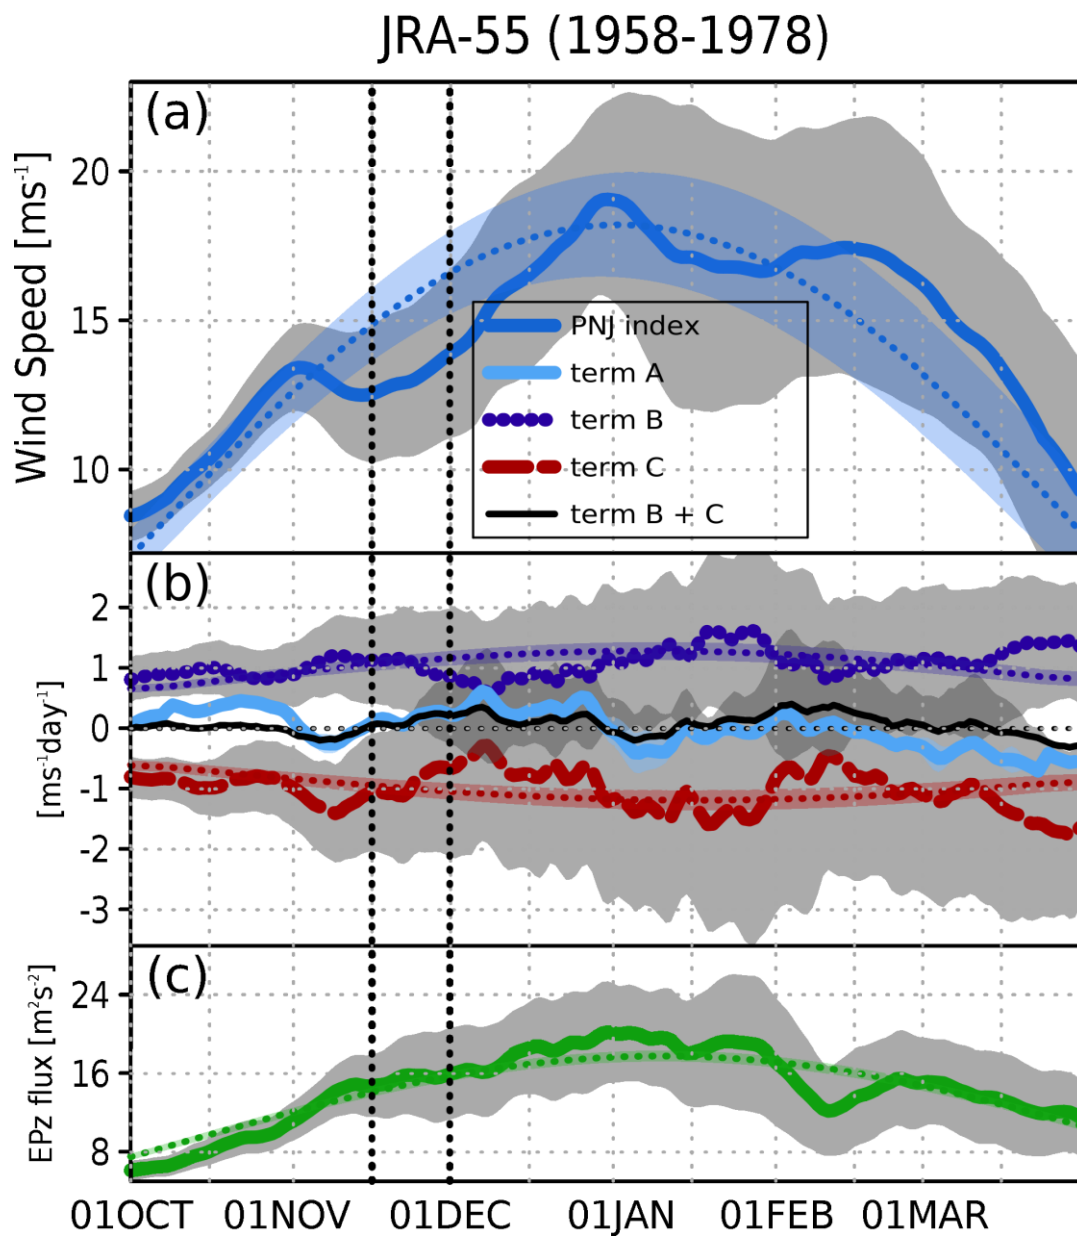 JRA-55 (1958-1978)
(a)
Wind Speed [ms⁻¹]
20
15
10
PNJ index
term A
term B
term C
term B + C
(b)
[ms⁻¹day⁻¹]
2
1
0
-1
-2
-3
(c)
EPz flux [m²s⁻²]
24
16
8
01OCT 01NOV 01DEC 01JAN 01FEB 01MAR